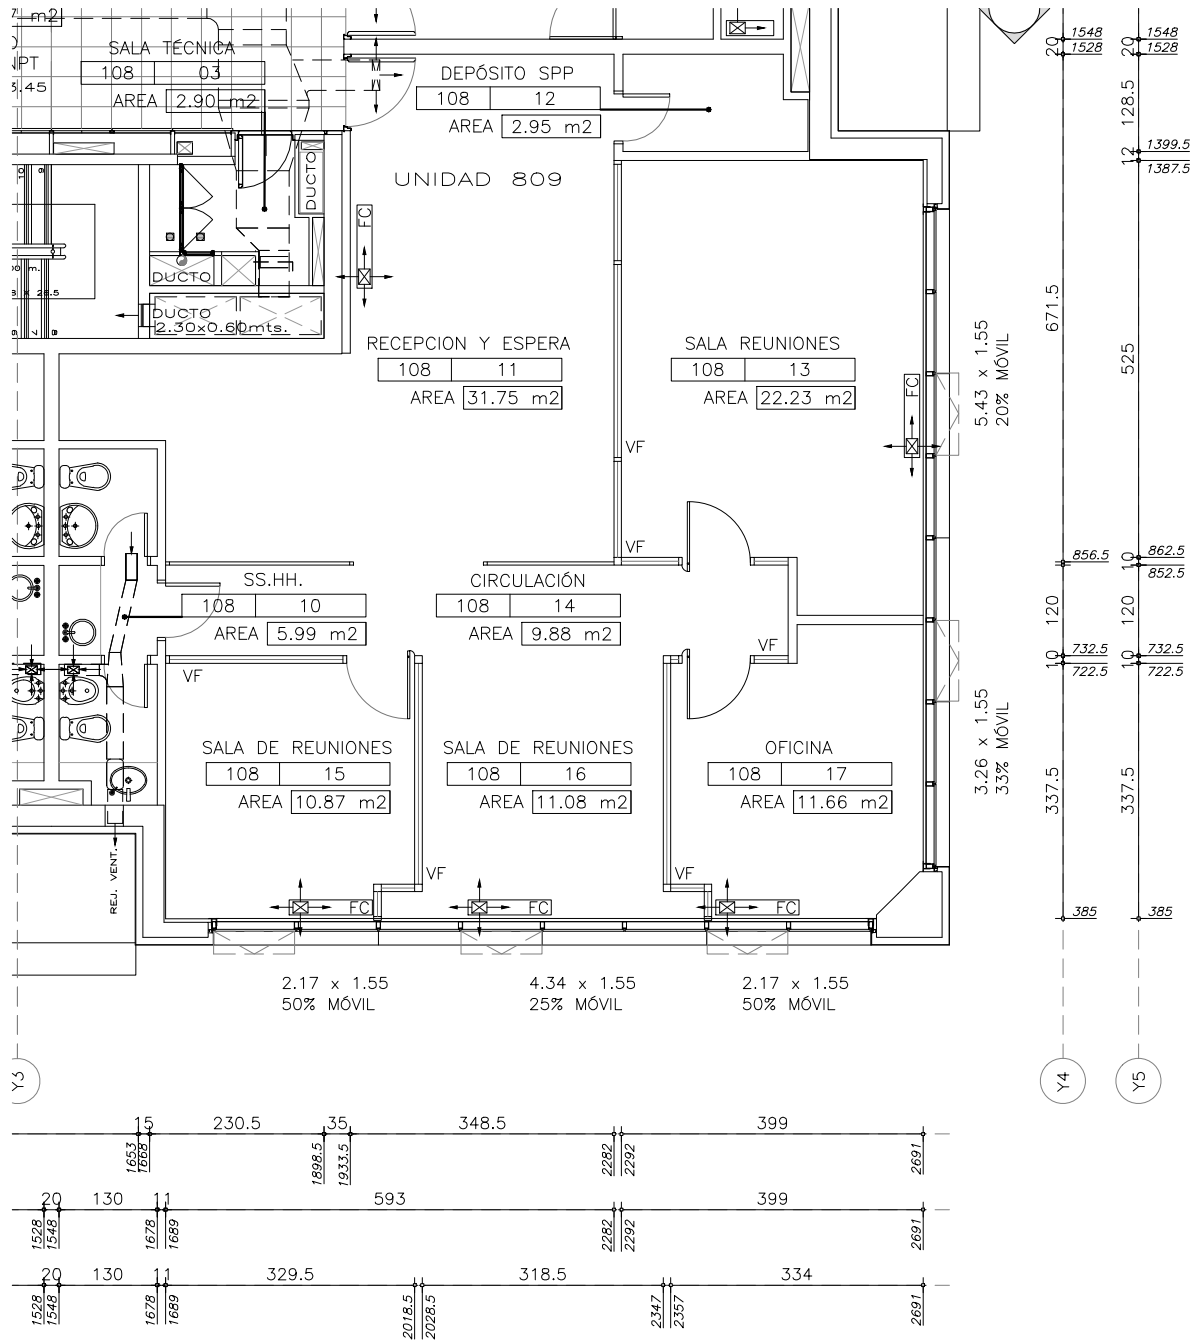 m2
SALA TÉCNICA
108 03
AREA 2.90 m2
NPT
3.45
DEPÓSITO SPP
108 12
AREA 2.95 m2
UNIDAD 809
DUCTO
FC
DUCTO
DUCTO
2.30x0.60mts.
RECEPCION Y ESPERA
108 11
AREA 31.75 m2
SALA REUNIONES
108 13
AREA 22.23 m2
FC
VF
VF
5.43 x 1.55
20% MÓVIL
SS.HH.
108 10
AREA 5.99 m2
CIRCULACIÓN
108 14
AREA 9.88 m2
VF
VF
3.26 x 1.55
33% MÓVIL
SALA DE REUNIONES
108 15
AREA 10.87 m2
SALA DE REUNIONES
108 16
AREA 11.08 m2
OFICINA
108 17
AREA 11.66 m2
REJ. VENT.
VF
VF
FC
FC
FC
2.17 x 1.55
50% MÓVIL
4.34 x 1.55
25% MÓVIL
2.17 x 1.55
50% MÓVIL
20 1548
1528
671.5
856.5
120
10 732.5
722.5
337.5
385
20 1548
1528
128.5
12 1399.5
1387.5
525
10 862.5
852.5
120
10 732.5
722.5
337.5
385
Y3
Y4
Y5
15 230.5 35 348.5 399
1653 1668 1898.5 1933.5 2282 2292 2691
20 130 11 593 399
1528 1548 1678 1689 2282 2292 2691
20 130 11 329.5 318.5 334
1528 1548 1678 1689 2018.5 2028.5 2347 2357 2691